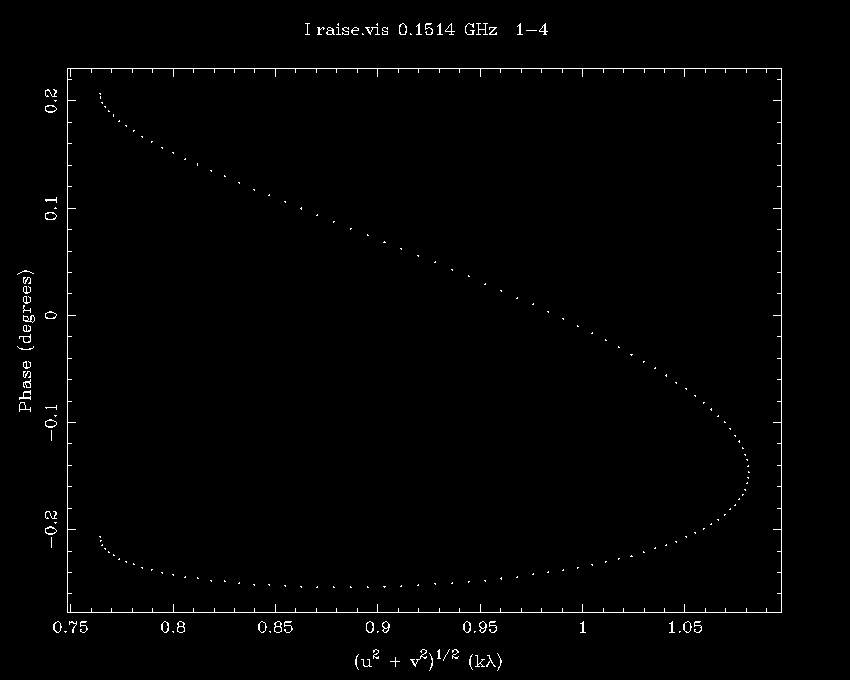 I raise.vis 0.1514 GHz 1−4
0.2
0.1
0
−0.1
−0.2
Phase (degrees)
0.75 0.8 0.85 0.9 0.95 1 1.05
(u² + v²)^1/2 (kλ)